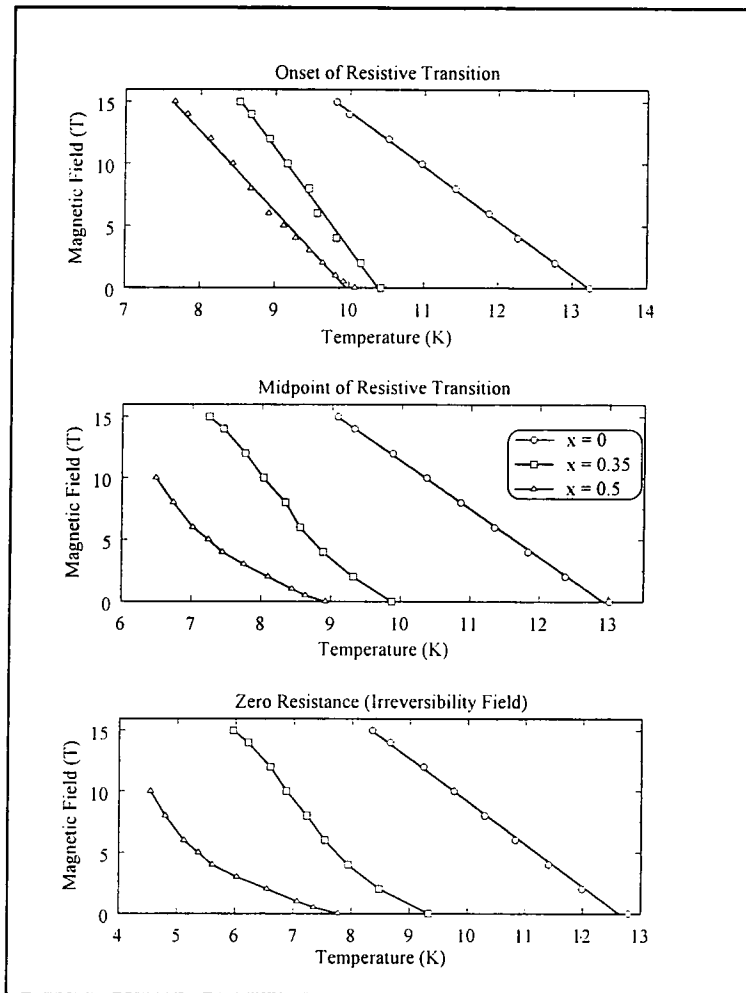 Onset of Resistive Transition
15
10
5
0
Magnetic Field (T)
7 8 9 10 11 12 13 14
Temperature (K)
Midpoint of Resistive Transition
15
10
5
0
Magnetic Field (T)
x = 0
x = 0.35
x = 0.5
6 7 8 9 10 11 12 13
Temperature (K)
Zero Resistance (Irreversibility Field)
15
10
5
0
Magnetic Field (T)
4 5 6 7 8 9 10 11 12 13
Temperature (K)